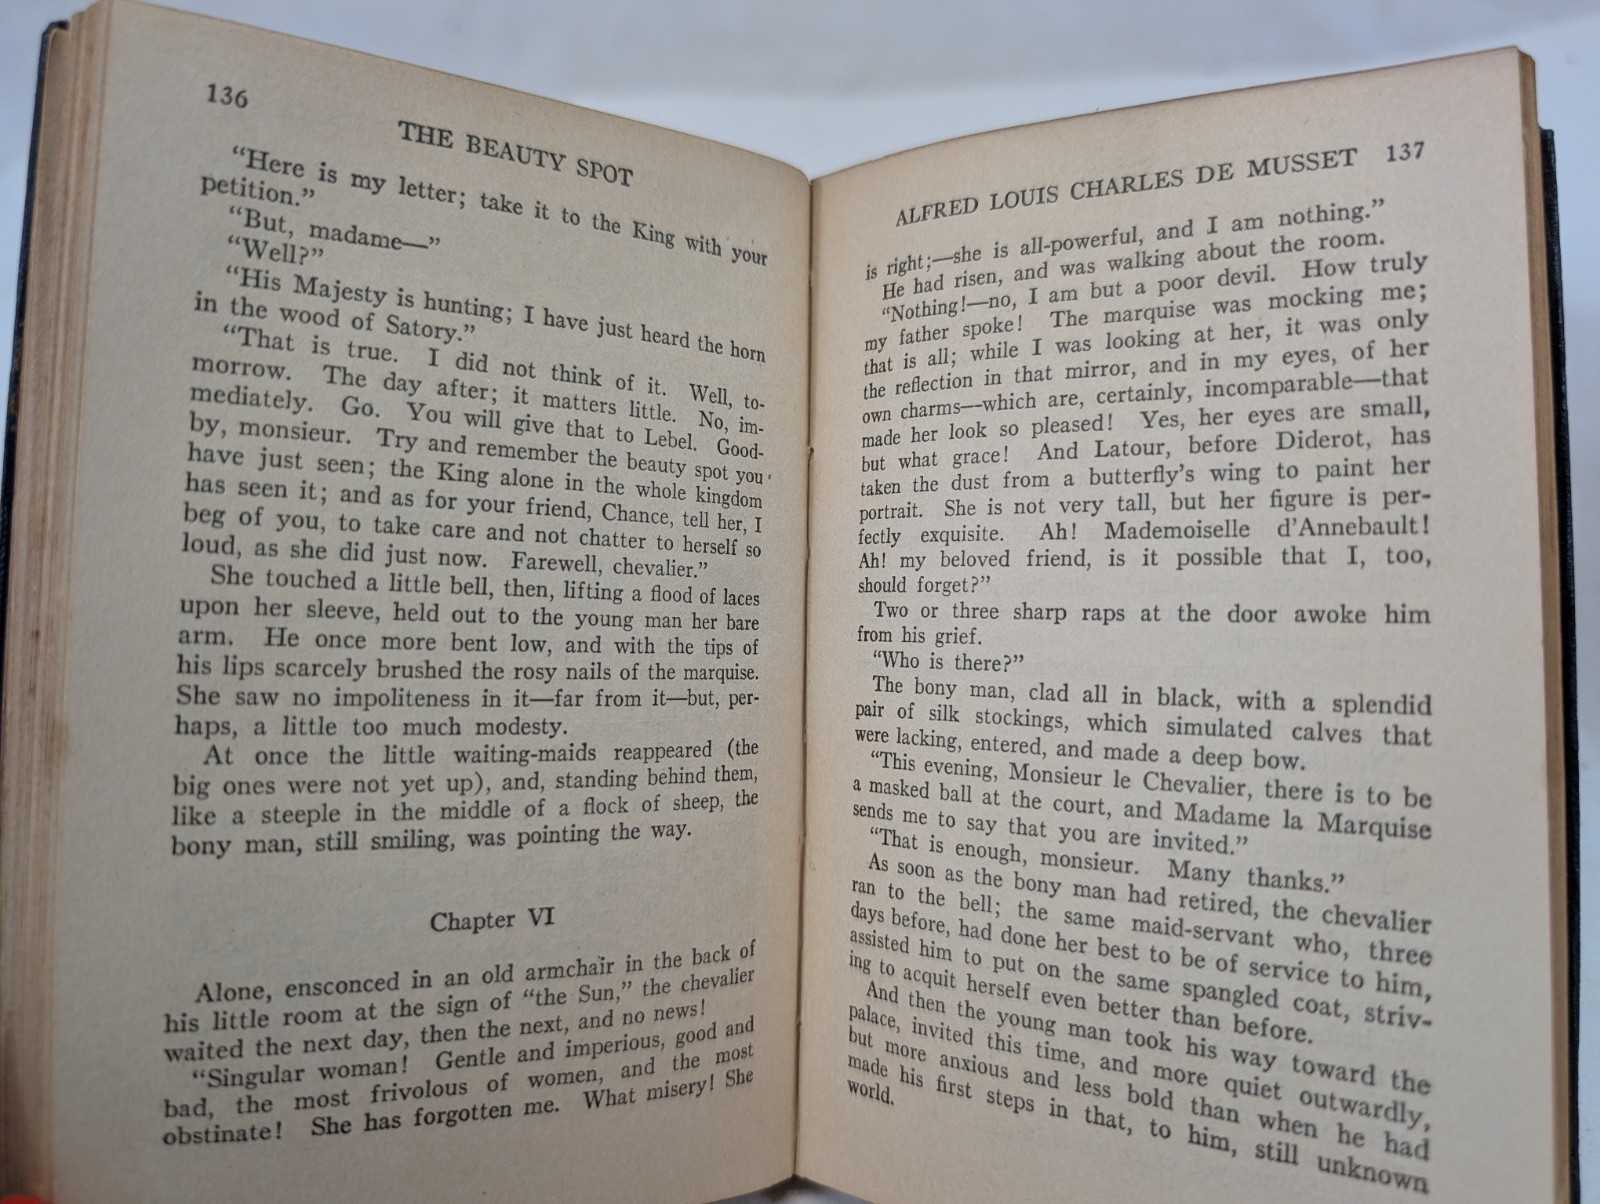 136
THE BEAUTY SPOT
“Here is my letter; take it to the King with your
petition.”
“But, madame—”
“Well?”
“His Majesty is hunting; I have just heard the horn
in the wood of Satory.”
“That is true. I did not think of it. Well, to-
morrow. The day after; it matters little. No, im-
mediately. Go. You will give that to Lebel. Good-
by, monsieur. Try and remember the beauty spot you
have just seen; the King alone in the whole kingdom
has seen it; and as for your friend, Chance, tell her, I
beg of you, to take care and not chatter to herself so
loud, as she did just now. Farewell, chevalier.”
She touched a little bell, then, lifting a flood of laces
upon her sleeve, held out to the young man her bare
arm. He once more bent low, and with the tips of
his lips scarcely brushed the rosy nails of the marquise.
She saw no impoliteness in it—far from it—but, per-
haps, a little too much modesty.
At once the little waiting-maids reappeared (the
big ones were not yet up), and, standing behind them,
like a steeple in the middle of a flock of sheep, the
bony man, still smiling, was pointing the way.
Chapter VI
Alone, ensconced in an old armchair in the back of
his little room at the sign of “the Sun,” the chevalier
waited the next day, then the next, and no news!
“Singular woman! Gentle and imperious, good and
bad, the most frivolous of women, and the most
obstinate! She has forgotten me. What misery! She
ALFRED LOUIS CHARLES DE MUSSET 137
is right;—she is all-powerful, and I am nothing.”
He had risen, and was walking about the room.
“Nothing!—no, I am but a poor devil. How truly
my father spoke! The marquise was mocking me;
that is all; while I was looking at her, it was only
the reflection in that mirror, and in my eyes, of her
own charms—which are, certainly, incomparable—that
made her look so pleased! Yes, her eyes are small,
but what grace! And Latour, before Diderot, has
taken the dust from a butterfly’s wing to paint her
portrait. She is not very tall, but her figure is per-
fectly exquisite. Ah! Mademoiselle d’Annebault!
Ah! my beloved friend, is it possible that I, too,
should forget?”
Two or three sharp raps at the door awoke him
from his grief.
“Who is there?”
The bony man, clad all in black, with a splendid
pair of silk stockings, which simulated calves that
were lacking, entered, and made a deep bow.
“This evening, Monsieur le Chevalier, there is to be
a masked ball at the court, and Madame la Marquise
sends me to say that you are invited.”
“That is enough, monsieur. Many thanks.”
As soon as the bony man had retired, the chevalier
ran to the bell; the same maid-servant who, three
days before, had done her best to be of service to him,
assisted him to put on the same spangled coat, striv-
ing to acquit herself even better than before.
And then the young man took his way toward the
palace, invited this time, and more quiet outwardly,
but more anxious and less bold than when he had
made his first steps in that, to him, still unknown
world.